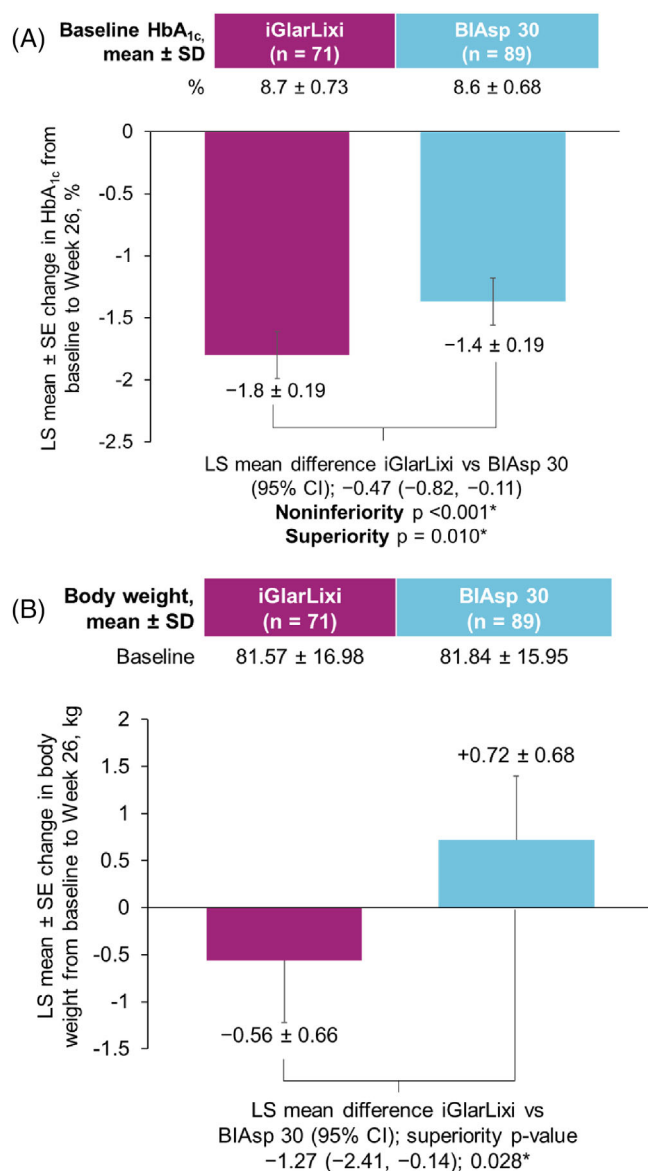 (A)
Baseline HbA1c, mean ± SD
iGlarLixi (n = 71)
BIAsp 30 (n = 89)
% 8.7 ± 0.73 8.6 ± 0.68
LS mean ± SE change in HbA1c from
baseline to Week 26, %
0
-0.5
-1
-1.5
-2
-2.5
−1.8 ± 0.19
−1.4 ± 0.19
LS mean difference iGlarLixi vs BIAsp 30
(95% CI); −0.47 (−0.82, −0.11)
Noninferiority p <0.001*
Superiority p = 0.010*
(B)
Body weight, mean ± SD
iGlarLixi (n = 71)
BIAsp 30 (n = 89)
Baseline 81.57 ± 16.98 81.84 ± 15.95
LS mean ± SE change in body
weight from baseline to Week 26, kg
2
1.5
1
0.5
0
-0.5
-1
-1.5
+0.72 ± 0.68
−0.56 ± 0.66
LS mean difference iGlarLixi vs
BIAsp 30 (95% CI); superiority p-value
-1.27 (−2.41, −0.14); 0.028*